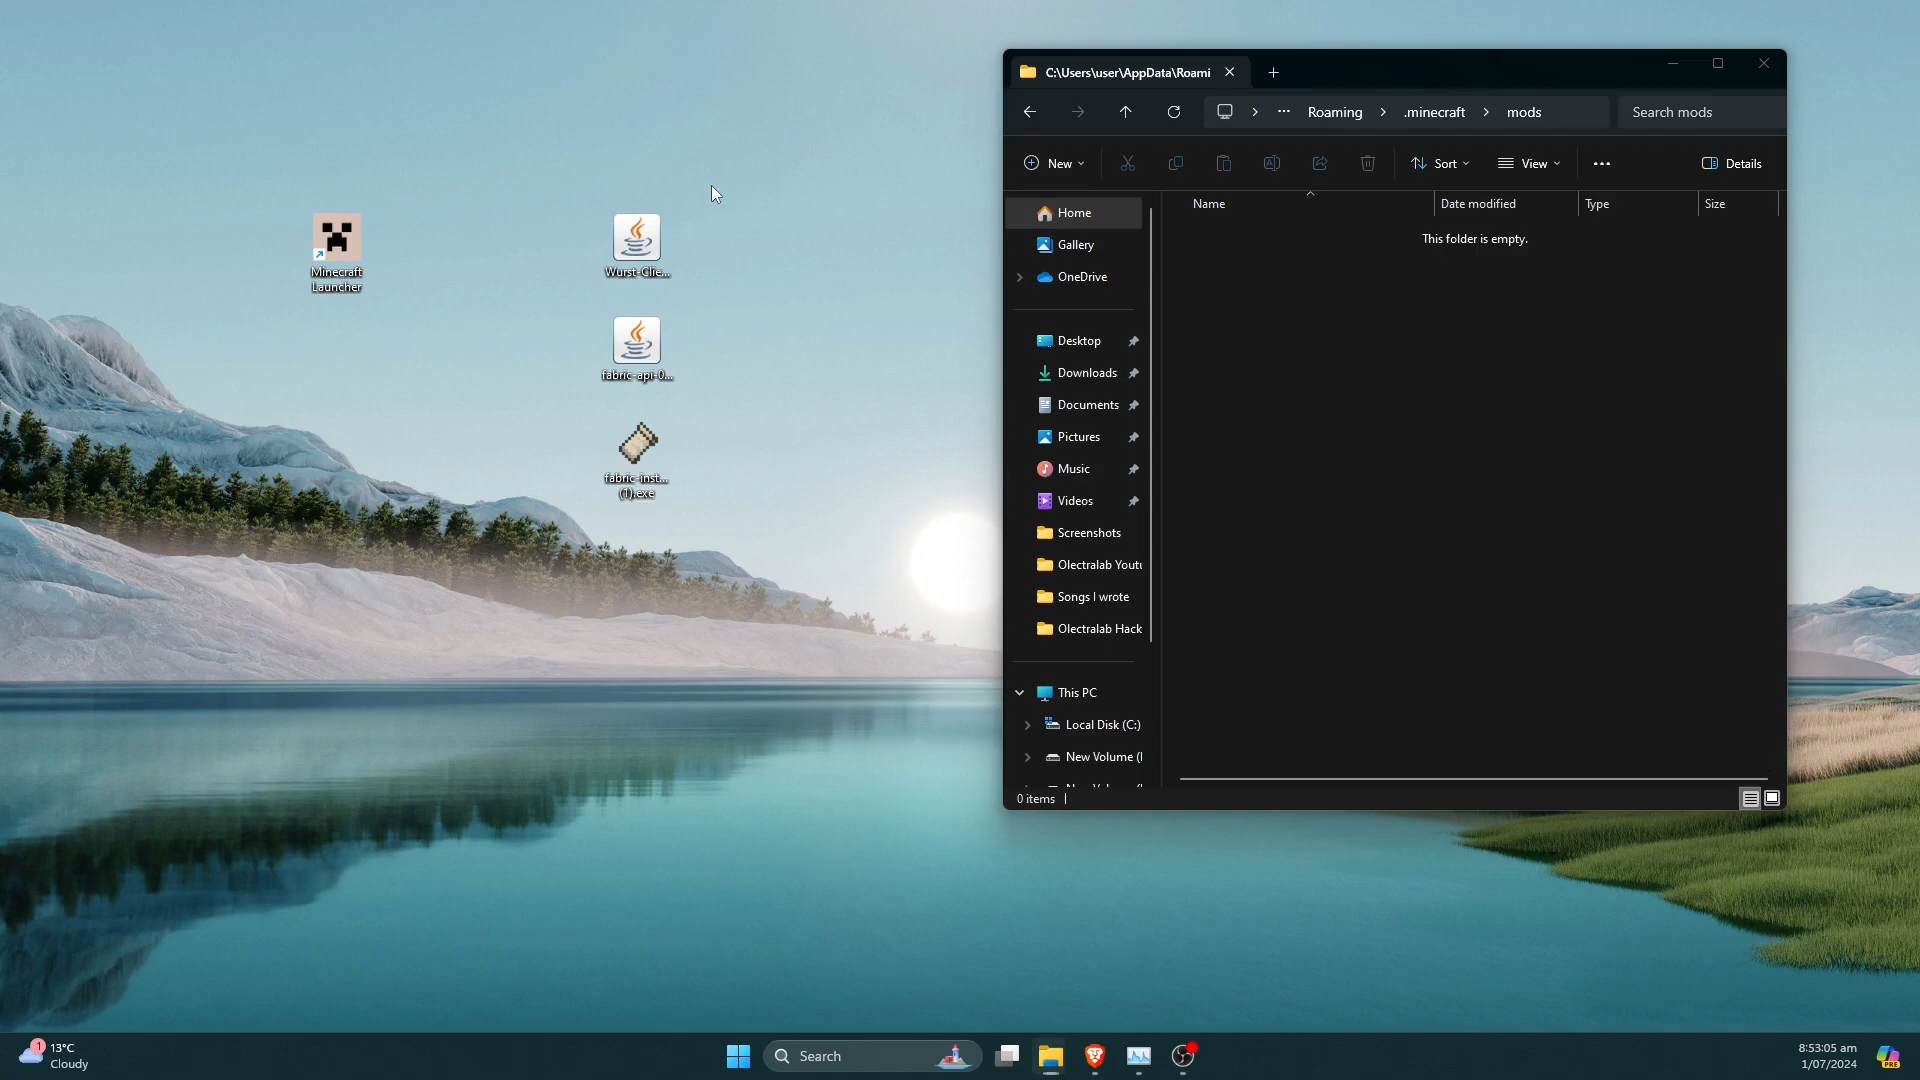 C:\Users\user\AppData\Roami
Roaming
.minecraft
mods
Search mods
New
Sort
View
Details
Name
Date modified
Type
Size
This folder is empty.
Home
Gallery
OneDrive
Desktop
Downloads
Documents
Pictures
Music
Videos
Screenshots
Olectralab Youtu
Songs I wrote
Olectralab Hack
This PC
Local Disk (C:)
New Volume (
0 items
Minecraft
Launcher
Wurst-Clie...
fabric-api-0...
fabric-inst...
(1).exe
1
13°C
Cloudy
Search
8:53:05 am
1/07/2024
PRE